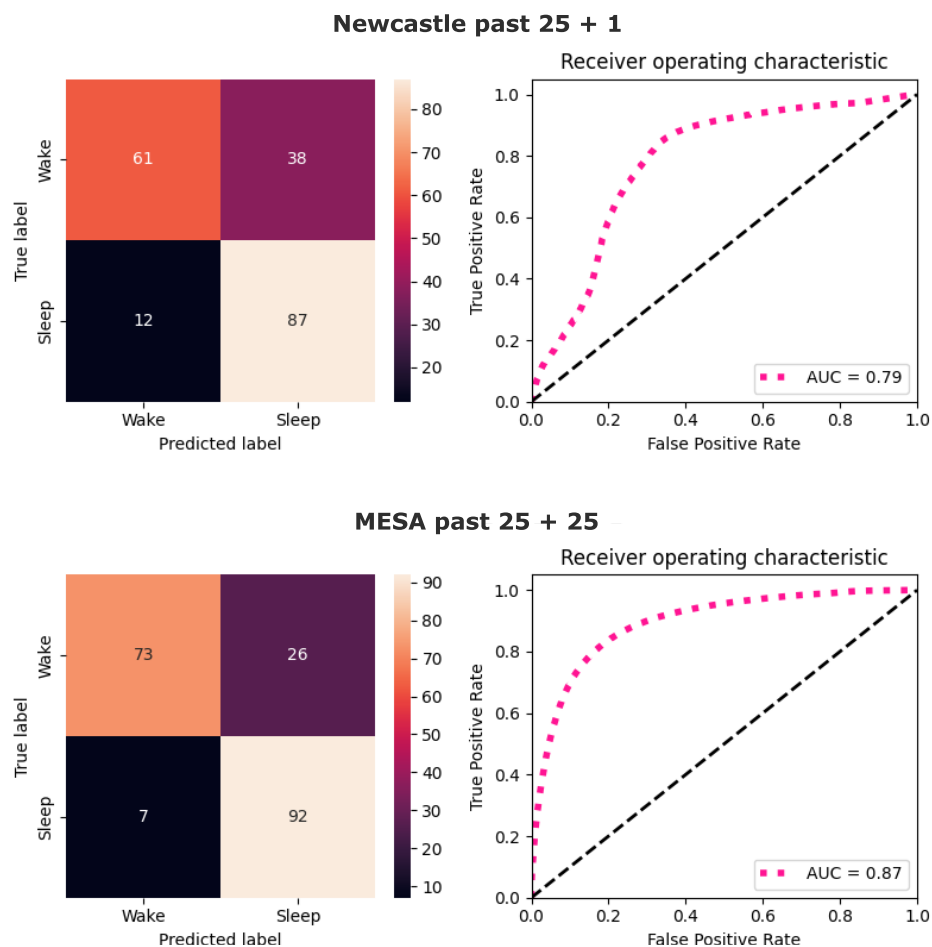 Newcastle past 25 + 1
Receiver operating characteristic
True label
Wake
Sleep
61
38
12
87
Wake
Sleep
Predicted label
80
70
60
50
40
30
20
True Positive Rate
1.0
0.8
0.6
0.4
0.2
0.0
0.0
0.2
0.4
0.6
0.8
1.0
False Positive Rate
AUC = 0.79
MESA past 25 + 25
Receiver operating characteristic
True label
Wake
Sleep
73
26
7
92
Wake
Sleep
Predicted label
90
80
70
60
50
40
30
20
10
True Positive Rate
1.0
0.8
0.6
0.4
0.2
0.0
0.0
0.2
0.4
0.6
0.8
1.0
False Positive Rate
AUC = 0.87